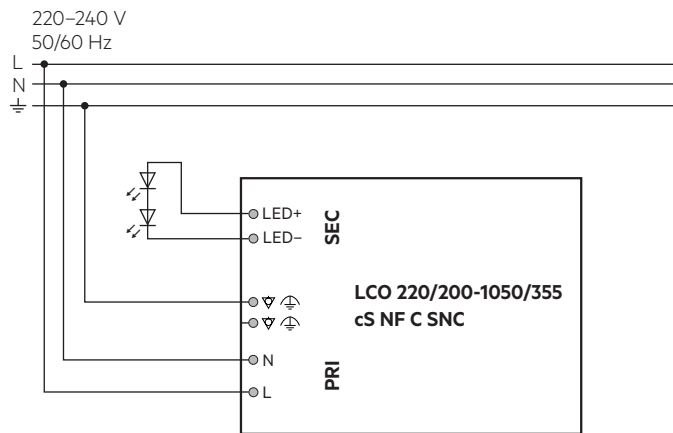 220–240 V
50/60 Hz
L
N
LED+
LED–
SEC
LCO 220/200-1050/355
cS NF C SNC
N
L
PRI